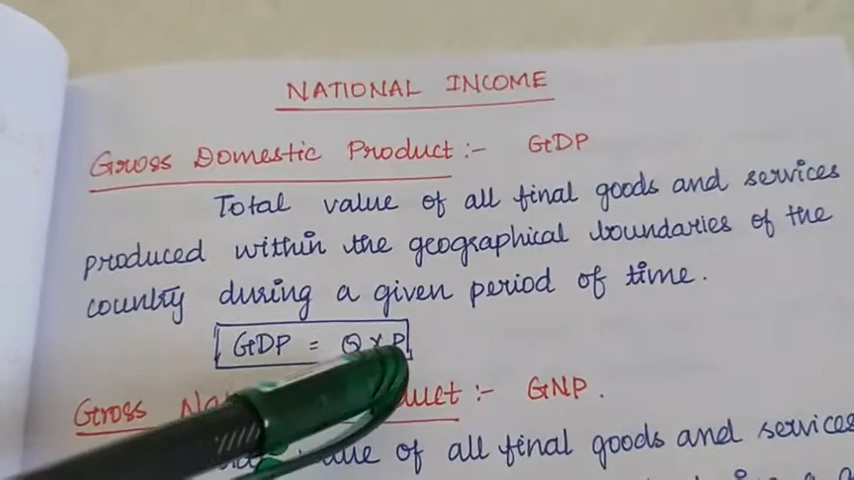 NATIONAL INCOME
Gross Domestic Product :- GDP
Total value of all final goods and services
produced within the geographical boundaries of the
country during a given period of time.
GDP = Q x P
Gross :- GNP.
of all final goods and services